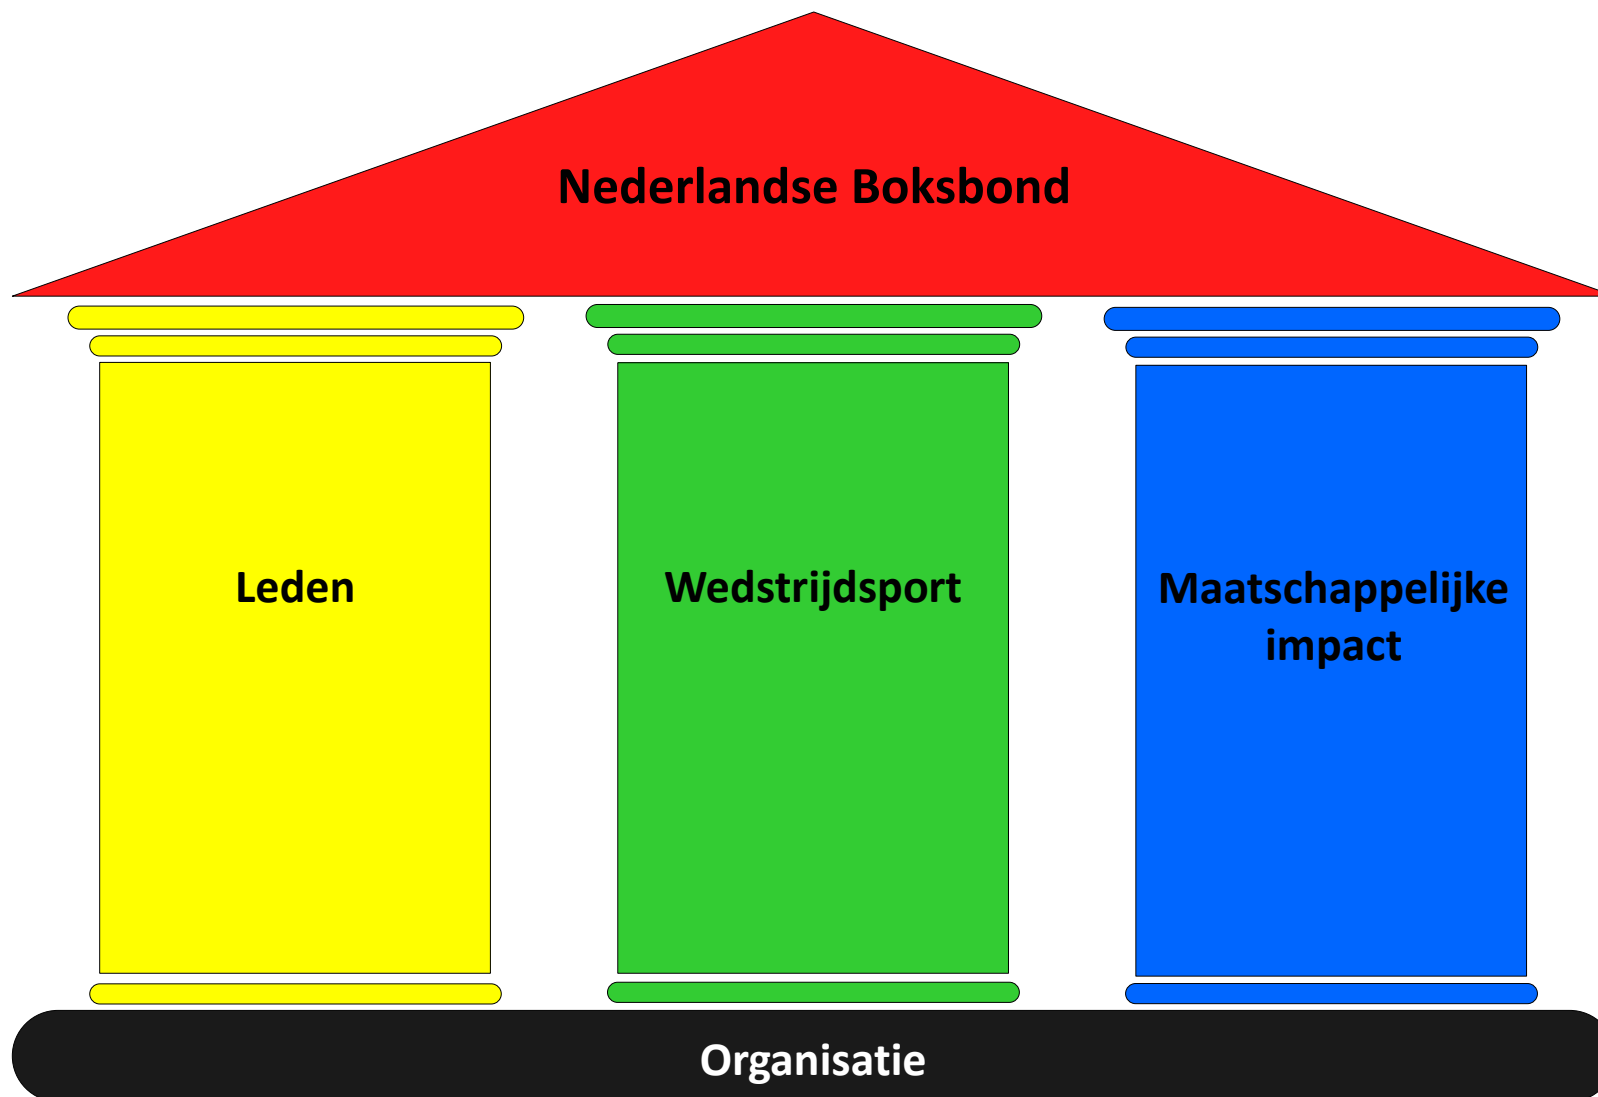 Nederlandse Boksbond
Leden
Wedstrijdsport
Maatschappelijke
impact
Organisatie